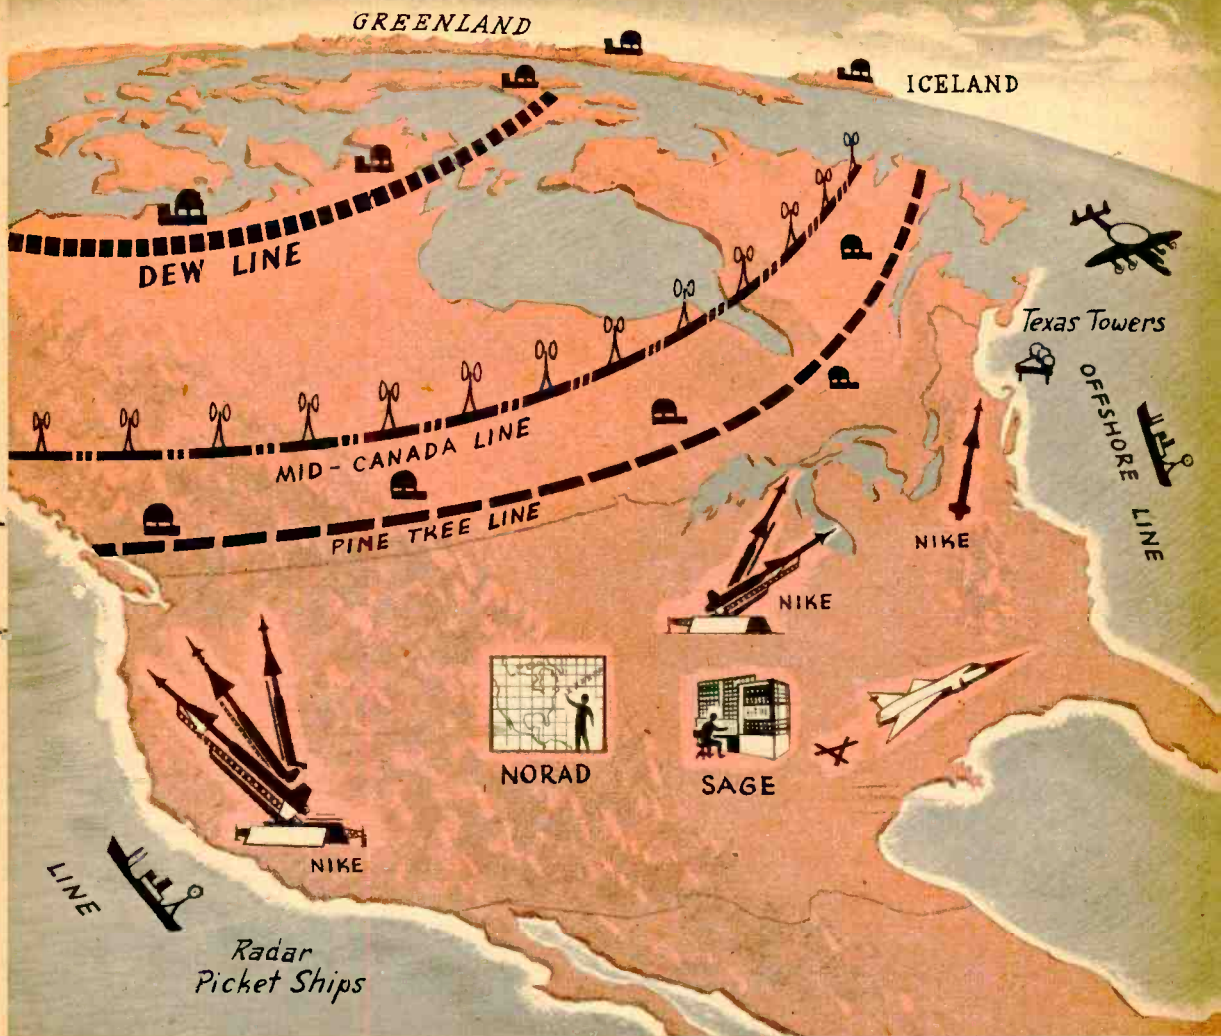 GREENLAND
ICELAND
DEW LINE
Texas Towers
OFFSHORE LINE
MID-CANADA LINE
PINE TREE LINE
NIKE
NIKE
NORAD
SAGE
NIKE
LINE
Radar
Picket Ships